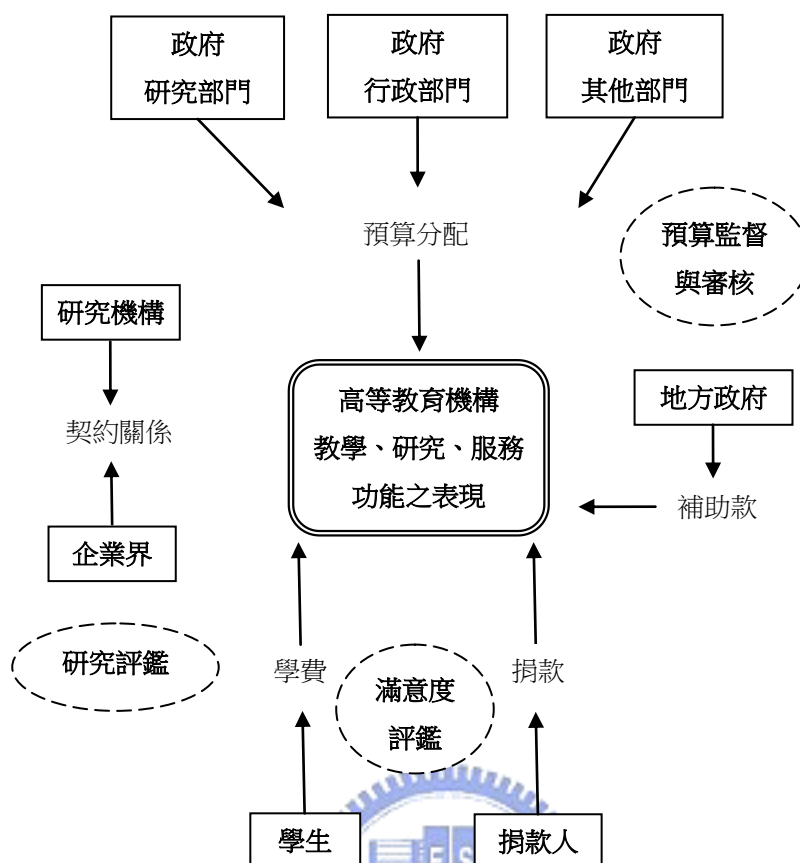 政府
研究部門
政府
行政部門
政府
其他部門
預算分配
預算監督
與審核
研究機構
契約關係
企業界
研究評鑑
高等教育機構
教學、研究、服務
功能之表現
地方政府
補助款
學費
滿意度
評鑑
捐款
學生
捐款人
ES